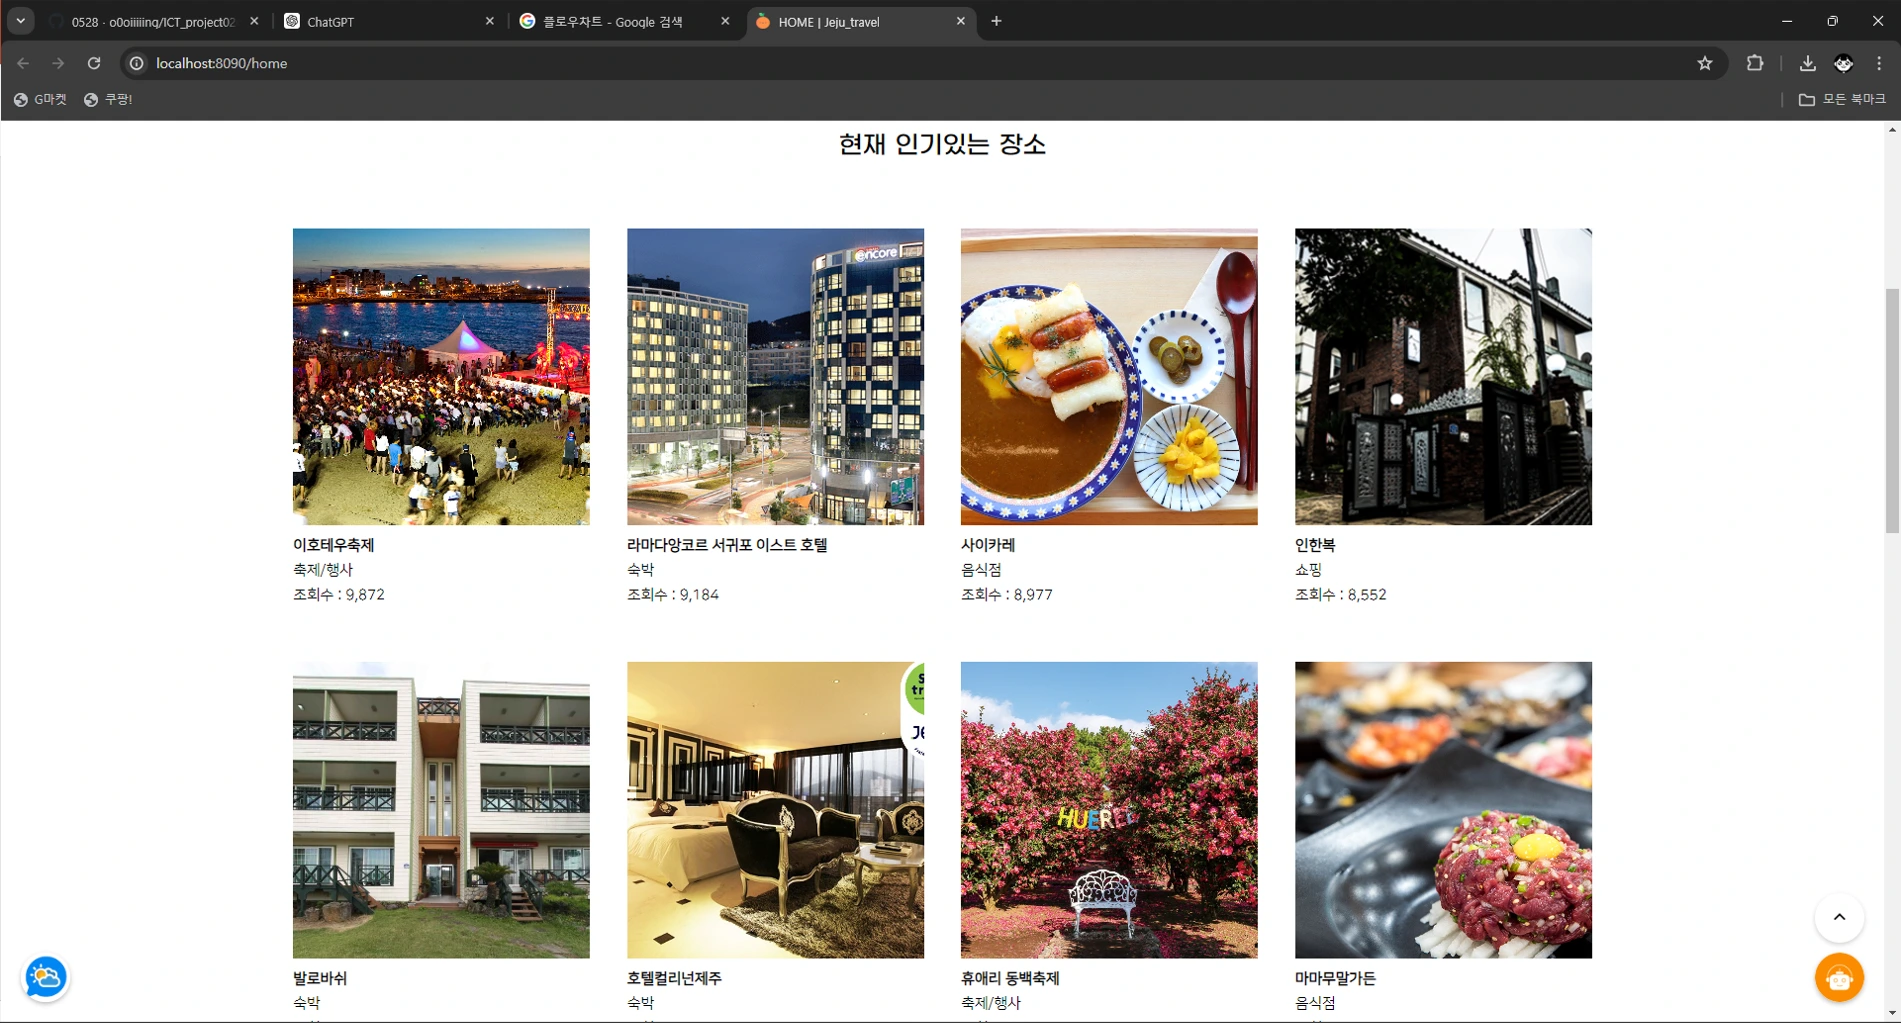 0528 · o0oiiiiinq/ICT_project02
ChatGPT
플로우차트 - Google 검색
HOME | Jeju_travel
localhost:8090/home
G마켓
쿠팡!
모든 북마크
현재 인기있는 장소
encore
이호테우축제
라마다앙코르 서귀포 이스트 호텔
사이카레
인한복
축제/행사
숙박
음식점
쇼핑
조회수 : 9,872
조회수 : 9,184
조회수 : 8,977
조회수 : 8,552
발로바쉬
호텔컬리넌제주
휴애리 동백축제
마마무말가든
숙박
숙박
축제/행사
음식점